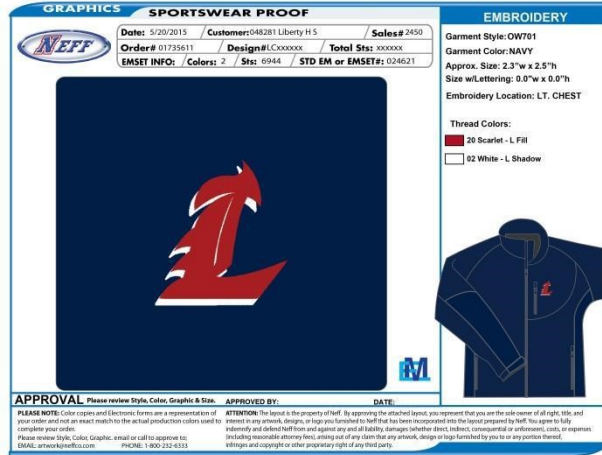 GRAPHICS
SPORTSWEAR PROOF
NEFF
Date: 5/20/2015 Customer: 048281 Liberty H S Sales# 2450
Order# 01735611 Design# LCxxxxxx Total Sts: xxxxxx
EMSET INFO: Colors: 2 Sts: 6944 STD EM or EMSET#: 024621
EMBROIDERY
Garment Style: OW701
Garment Color: NAVY
Approx. Size: 2.3"w x 2.5"h
Size w/Lettering: 0.0"w x 0.0"h
Embroidery Location: LT. CHEST
Thread Colors:
20 Scarlet - L Fill
02 White - L Shadow
L
L
APPROVAL Please review Style, Color, Graphic & Size. APPROVED BY: DATE:
PLEASE NOTE: Color copies and Electronic forms are a representation of
your order and not an exact match to the actual production colors used to
complete your order.
Please review Style, Color, Graphic. email or call to approve to;
EMAIL: artwork@neffco.com PHONE: 1-800-232-6333
ATTENTION: The layout is the property of Neff. By approving the attached layout, you represent that you are the sole owner of all right, title, and
interest in any artwork, designs, or logo you furnished to Neff that has been incorporated into the layout prepared by Neff. You agree to fully
indemnify and defend Neff from and against any and all liability, damages (whether direct, indirect, consequential or conversion), costs, or expenses
(including reasonable attorney fees), arising out of any claim that any artwork, design or logo furnished by you to or any portion thereof,
infringes and copyright or other proprietary right of any third party.